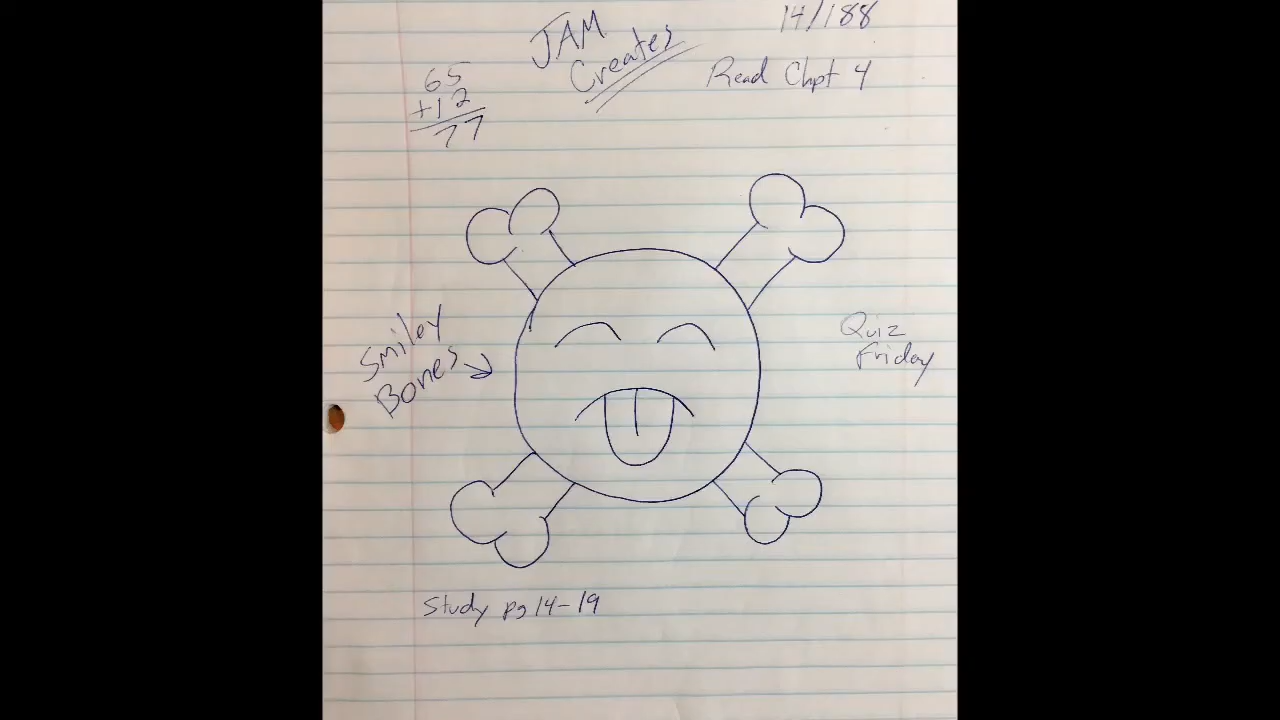 JAM
Creates
14/188
Read Chpt 4
65
+12
77
Smiley
Bones
Quiz
Friday
Study pg 14-19